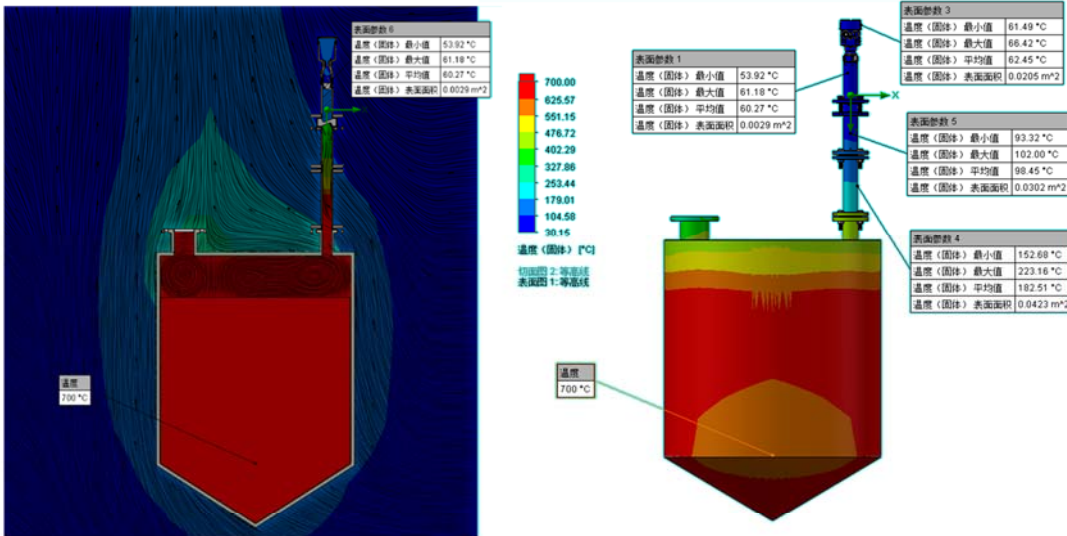 表面参数 6
温度（固体） 最小值 53.92 °C
温度（固体） 最大值 61.18 °C
温度（固体） 平均值 60.27 °C
温度（固体） 表面面积 0.0029 m^2
温度
700 °C
700.00
625.57
551.15
476.72
402.29
327.86
253.44
179.01
104.58
30.15
温度（固体） [°C]
切面图 2:等高线
表面图 1:等高线
表面参数 1
温度（固体） 最小值 53.92 °C
温度（固体） 最大值 61.18 °C
温度（固体） 平均值 60.27 °C
温度（固体） 表面面积 0.0029 m^2
表面参数 3
温度（固体） 最小值 61.49 °C
温度（固体） 最大值 66.42 °C
温度（固体） 平均值 62.45 °C
温度（固体） 表面面积 0.0205 m^2
X
表面参数 5
温度（固体） 最小值 93.32 °C
温度（固体） 最大值 102.00 °C
温度（固体） 平均值 98.45 °C
温度（固体） 表面面积 0.0302 m^2
表面参数 4
温度（固体） 最小值 152.68 °C
温度（固体） 最大值 223.16 °C
温度（固体） 平均值 182.51 °C
温度（固体） 表面面积 0.0423 m^2
温度
700 °C